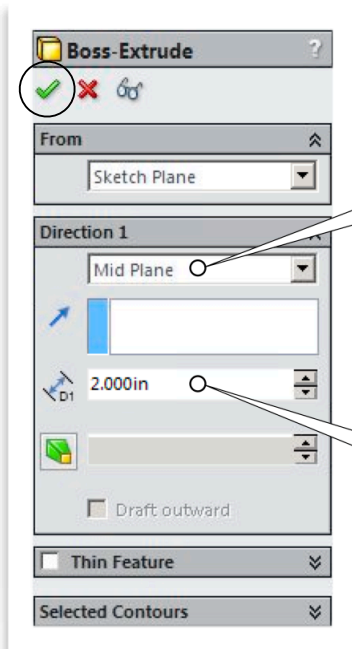 Boss-Extrude ?
From
Sketch Plane
Direction 1
Mid Plane
D1 2.000in
Draft outward
Thin Feature
Selected Contours